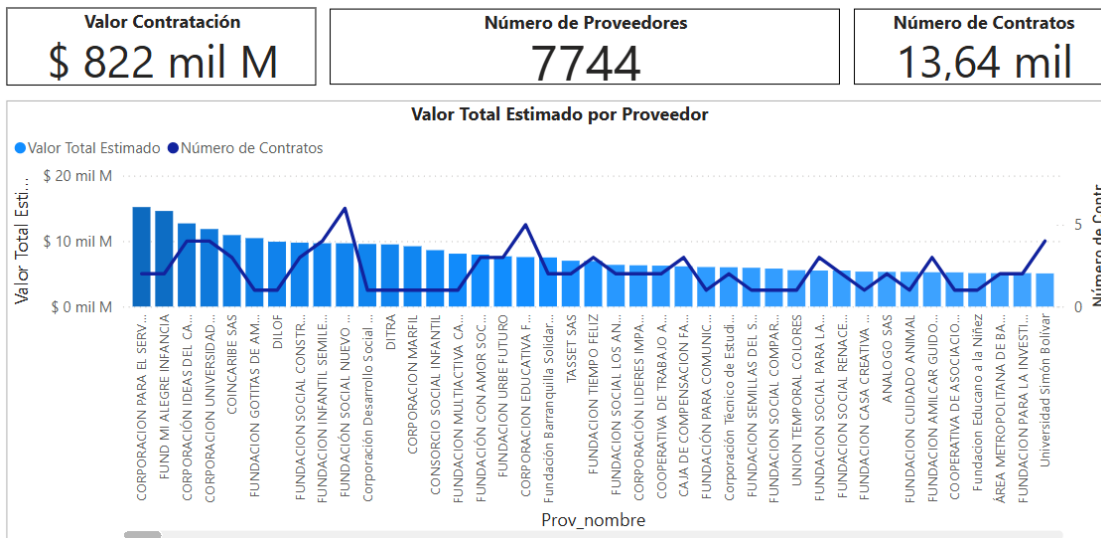 Valor Contratación
$ 822 mil M
Número de Proveedores
7744
Número de Contratos
13,64 mil
Valor Total Estimado por Proveedor
Valor Total Estimado
Número de Contratos
Valor Total Esti...
$ 20 mil M
$ 10 mil M
$ 0 mil M
5
0
Número de Contr
CORPORACION PARA EL SERV...
FUND MI ALEGRE INFANCIA
CORPORACIÓN IDEAS DEL CA...
CORPORACION UNIVERSIDAD...
COINCARIBE SAS
FUNDACION GOTITAS DE AM...
DILOF
FUNDACION SOCIAL CONSTR...
FUNDACION INFANTIL SEMILE...
FUNDACIÓN SOCIAL NUEVO ...
Corporación Desarrollo Social ...
DITRA
CORPORACION MARFIL
CONSORCIO SOCIAL INFANTIL
FUNDACION MULTIACTIVA CA...
FUNDACIÓN CON AMOR SOC...
FUNDACION URBE FUTURO
CORPORACION EDUCATIVA F...
Fundación Barranquilla Solidar...
TASSET SAS
FUNDACION TIEMPO FELIZ
FUNDACION SOCIAL LOS AN...
CORPORACIÓN LIDERES IMPA...
COOPERATIVA DE TRABAJO A...
CAJA DE COMPENSACION FA...
FUNDACIÓN PARA COMUNIC...
Corporación Técnico de Estudi...
FUNDACION SEMILLAS DEL S...
FUNDACION SOCIAL COMPAR...
UNION TEMPORAL COLORES
FUNDACION SOCIAL PARA LA...
FUNDACION SOCIAL RENACE...
FUNDACION CASA CREATIVA ...
ANALOGO SAS
FUNDACION CUIDADO ANIMAL
FUNDACION AMILCAR GUIDO...
COOPERATIVA DE ASOCIACIO...
Fundacion Educano a la Niñez
ÁREA METROPOLITANA DE BA...
FUNDACION PARA LA INVESTI...
Universidad Simón Bolívar
Prov_nombre